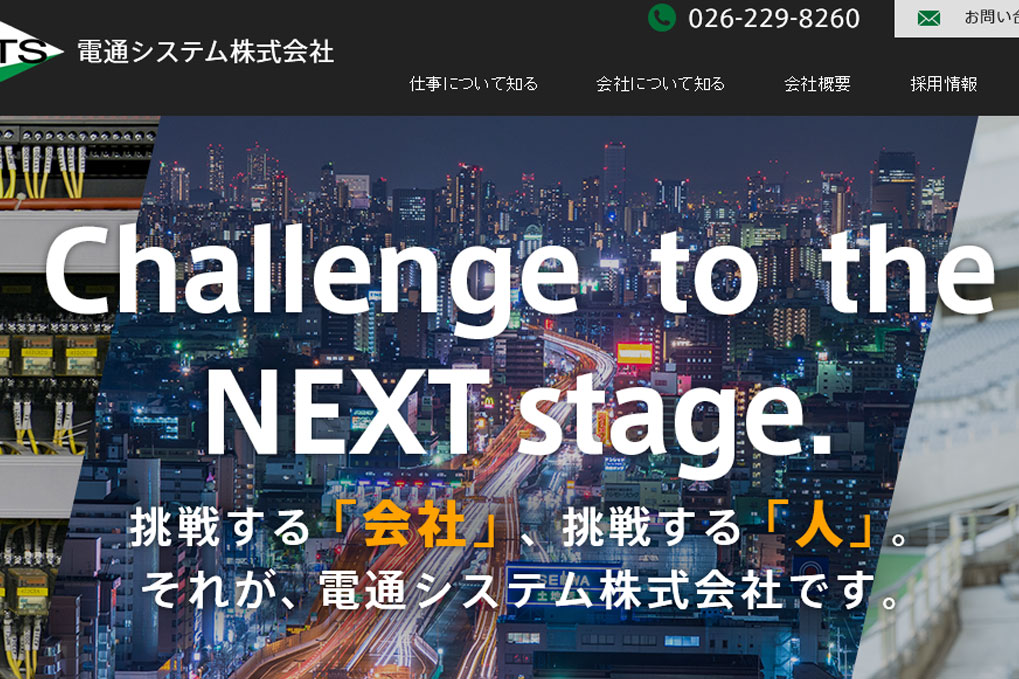 026-229-8260
お問い合
TS
電通システム株式会社
仕事について知る
会社について知る
会社概要
採用情報
Challenge to the
NEXT stage.
挑戦する「会社」、挑戦する「人」。
それが、電通システム株式会社です。